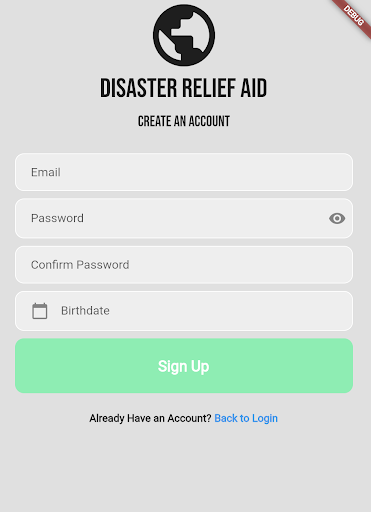 DEBUG
DISASTER RELIEF AID
CREATE AN ACCOUNT
Email
Password
Confirm Password
Birthdate
Sign Up
Already Have an Account? Back to Login